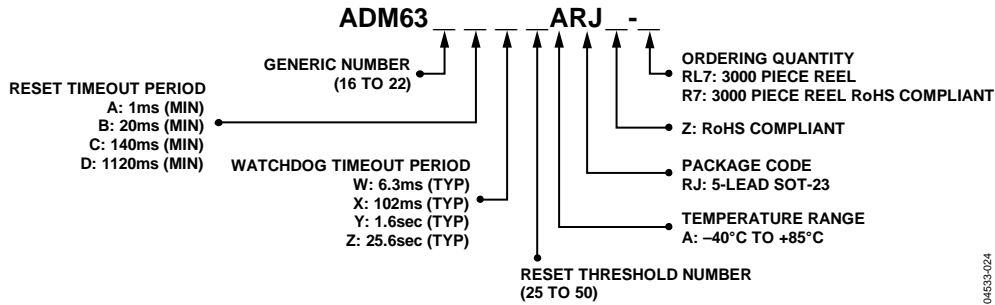 ADM63_ _ _ _ARJ_-_
GENERIC NUMBER
(16 TO 22)
ORDERING QUANTITY
RL7: 3000 PIECE REEL
R7: 3000 PIECE REEL RoHS COMPLIANT
RESET TIMEOUT PERIOD
A: 1ms (MIN)
B: 20ms (MIN)
C: 140ms (MIN)
D: 1120ms (MIN)
Z: RoHS COMPLIANT
WATCHDOG TIMEOUT PERIOD
W: 6.3ms (TYP)
X: 102ms (TYP)
Y: 1.6sec (TYP)
Z: 25.6sec (TYP)
PACKAGE CODE
RJ: 5-LEAD SOT-23
TEMPERATURE RANGE
A: –40°C TO +85°C
RESET THRESHOLD NUMBER
(25 TO 50)
04533-024